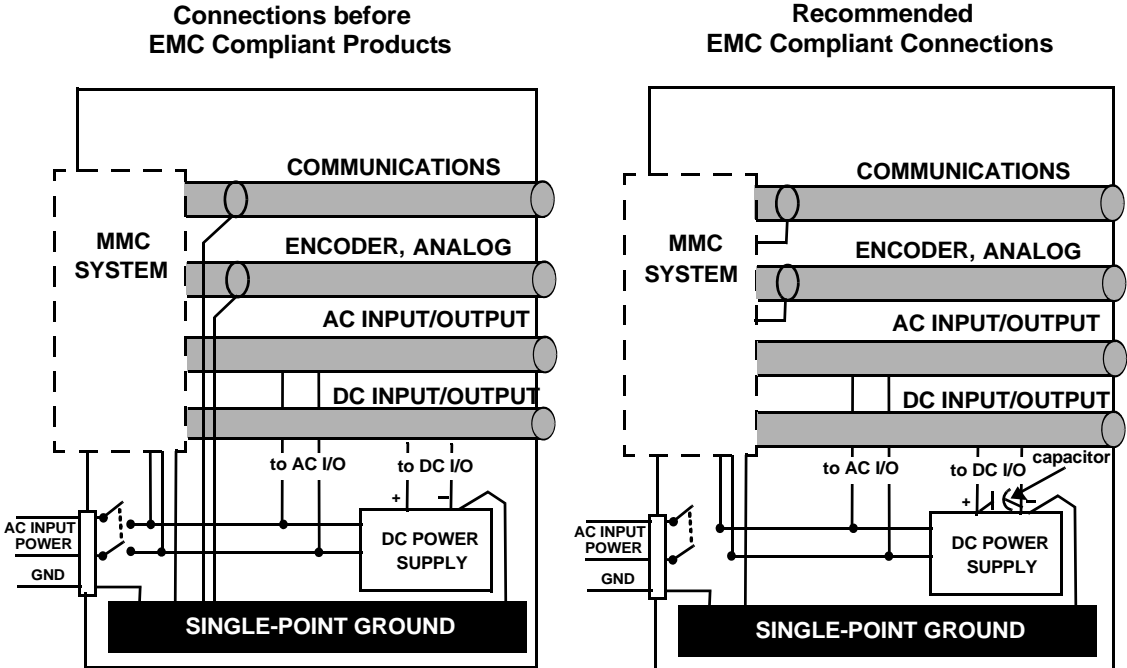 Connections before
EMC Compliant Products
COMMUNICATIONS
MMC
SYSTEM
ENCODER, ANALOG
AC INPUT/OUTPUT
DC INPUT/OUTPUT
to AC I/O
to DC I/O
+
–
AC INPUT
POWER
GND
DC POWER
SUPPLY
SINGLE-POINT GROUND
Recommended
EMC Compliant Connections
COMMUNICATIONS
MMC
SYSTEM
ENCODER, ANALOG
AC INPUT/OUTPUT
DC INPUT/OUTPUT
to AC I/O
to DC I/O
capacitor
+
–
AC INPUT
POWER
GND
DC POWER
SUPPLY
SINGLE-POINT GROUND